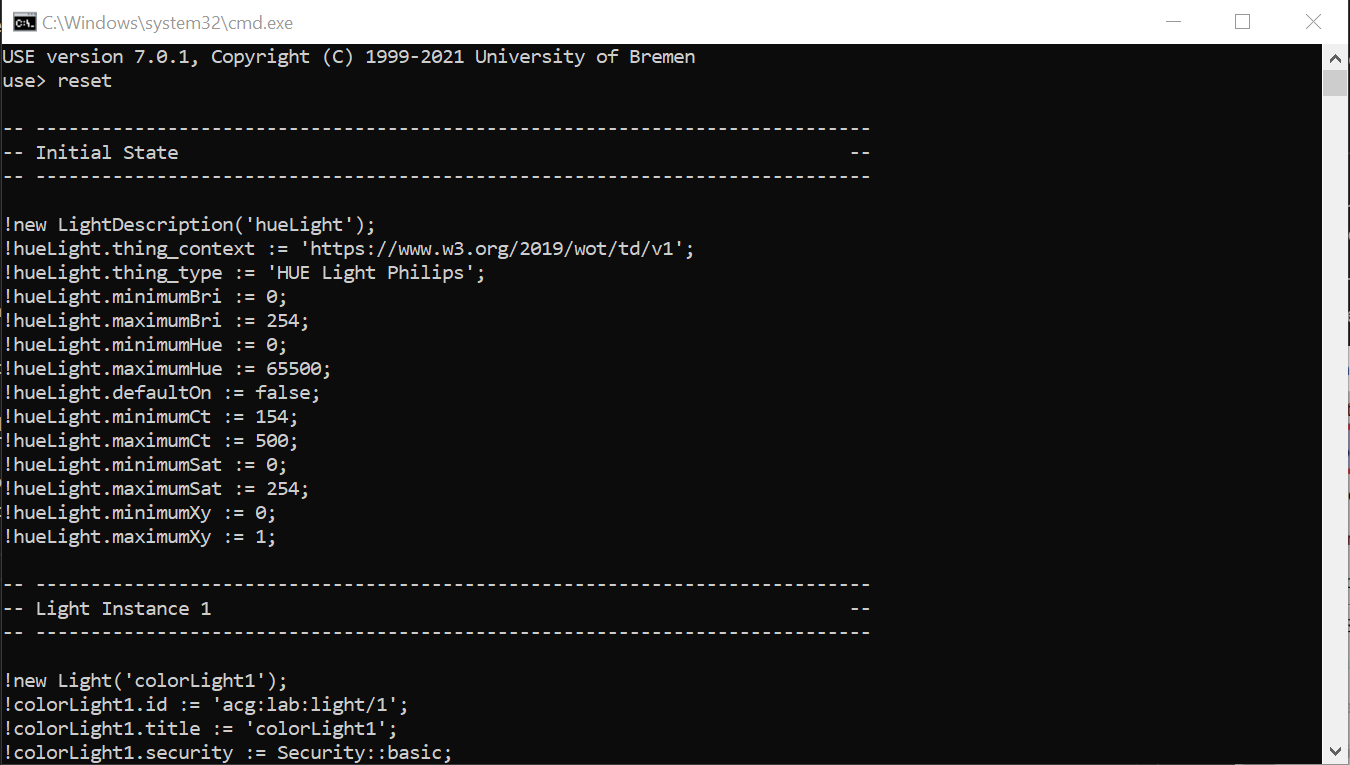 C:\Windows\system32\cmd.exe
USE version 7.0.1, Copyright (C) 1999-2021 University of Bremen
use> reset
-- ----------------------------------------------------------------------------
-- Initial State                                                             --
-- ----------------------------------------------------------------------------
!new LightDescription('hueLight');
!hueLight.thing_context := 'https://www.w3.org/2019/wot/td/v1';
!hueLight.thing_type := 'HUE Light Philips';
!hueLight.minimumBri := 0;
!hueLight.maximumBri := 254;
!hueLight.minimumHue := 0;
!hueLight.maximumHue := 65500;
!hueLight.defaultOn := false;
!hueLight.minimumCt := 154;
!hueLight.maximumCt := 500;
!hueLight.minimumSat := 0;
!hueLight.maximumSat := 254;
!hueLight.minimumXy := 0;
!hueLight.maximumXy := 1;
-- ----------------------------------------------------------------------------
-- Light Instance 1                                                          --
-- ----------------------------------------------------------------------------
!new Light('colorLight1');
!colorLight1.id := 'acg:lab:light/1';
!colorLight1.title := 'colorLight1';
!colorLight1.security := Security::basic;